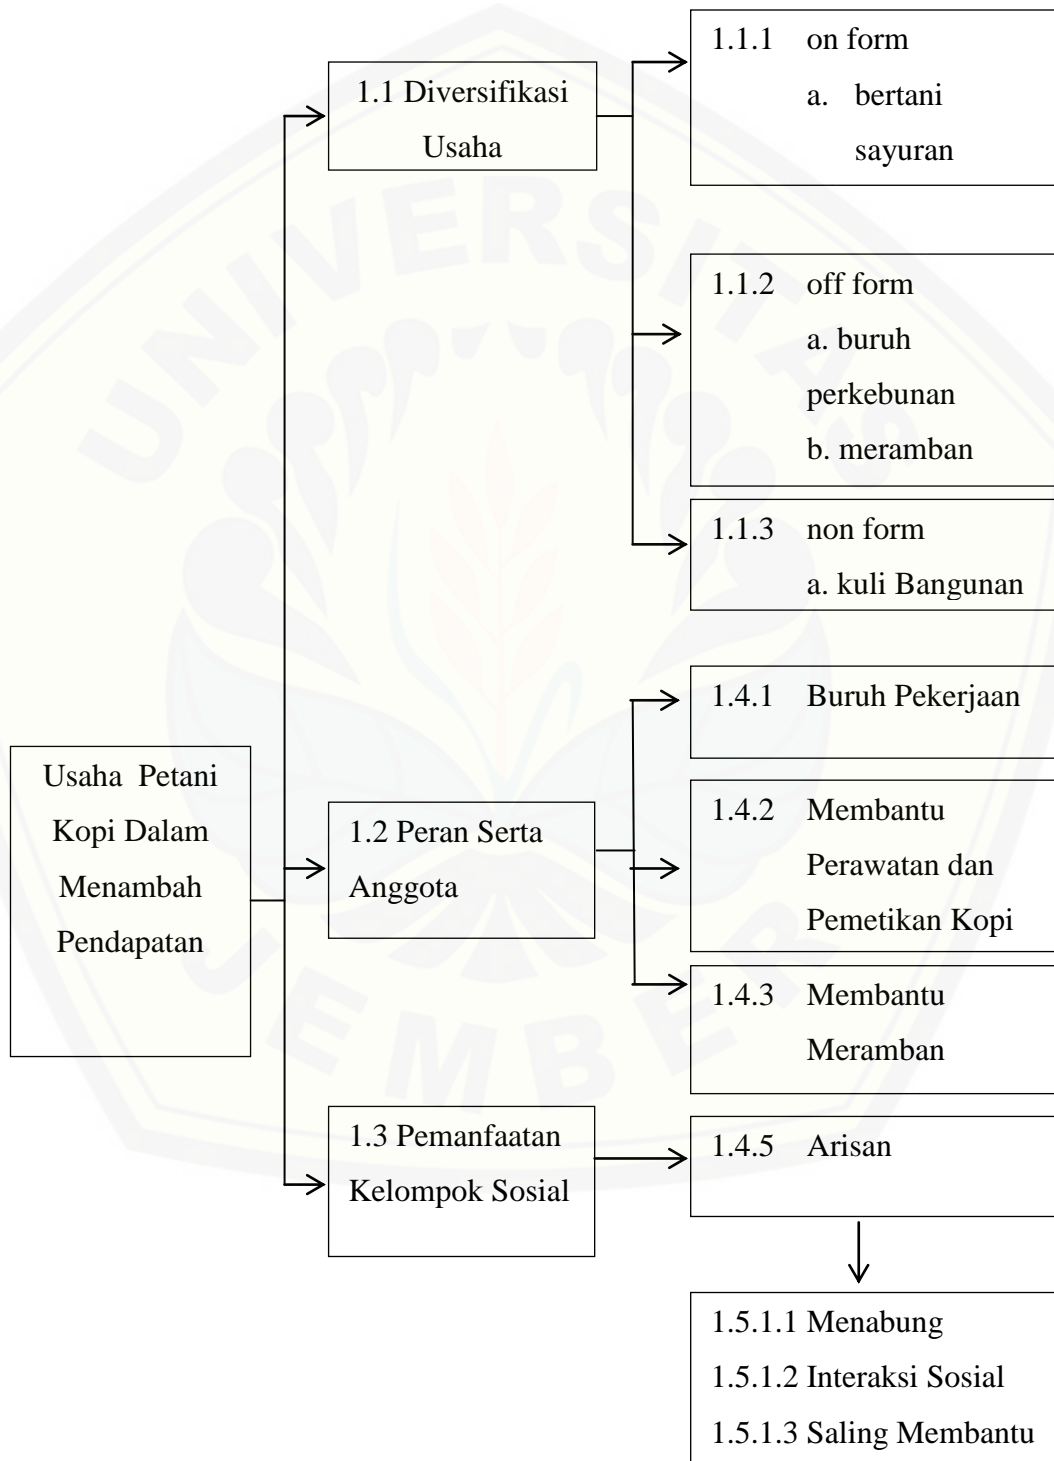 1.1.1 on form
a. bertani
sayuran
1.1 Diversifikasi
Usaha
1.1.2 off form
a. buruh
perkebunan
b. meramban
1.1.3 non form
a. kuli Bangunan
1.4.1 Buruh Pekerjaan
Usaha Petani
Kopi Dalam
Menambah
Pendapatan
1.2 Peran Serta
Anggota
1.4.2 Membantu
Perawatan dan
Pemetikan Kopi
1.4.3 Membantu
Meramban
1.3 Pemanfaatan
Kelompok Sosial
1.4.5 Arisan
1.5.1.1 Menabung
1.5.1.2 Interaksi Sosial
1.5.1.3 Saling Membantu
UNIVERSITAS
JEMBER